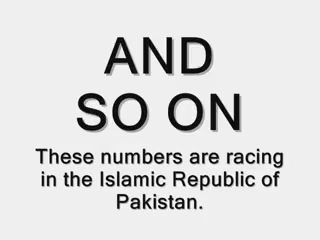 AND
SO ON
These numbers are racing
in the Islamic Republic of
Pakistan.